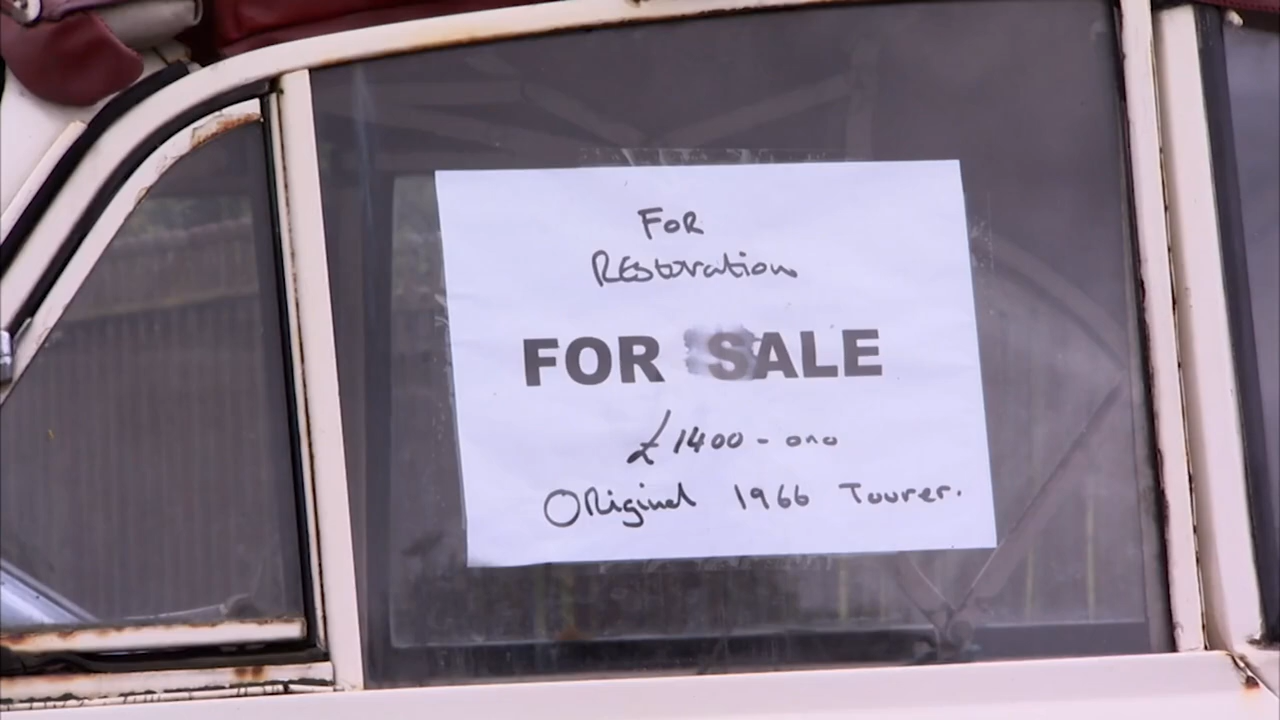 FOR
REstoration
FOR SALE
£1400 - ono
ORiginal 1966 Tourer.